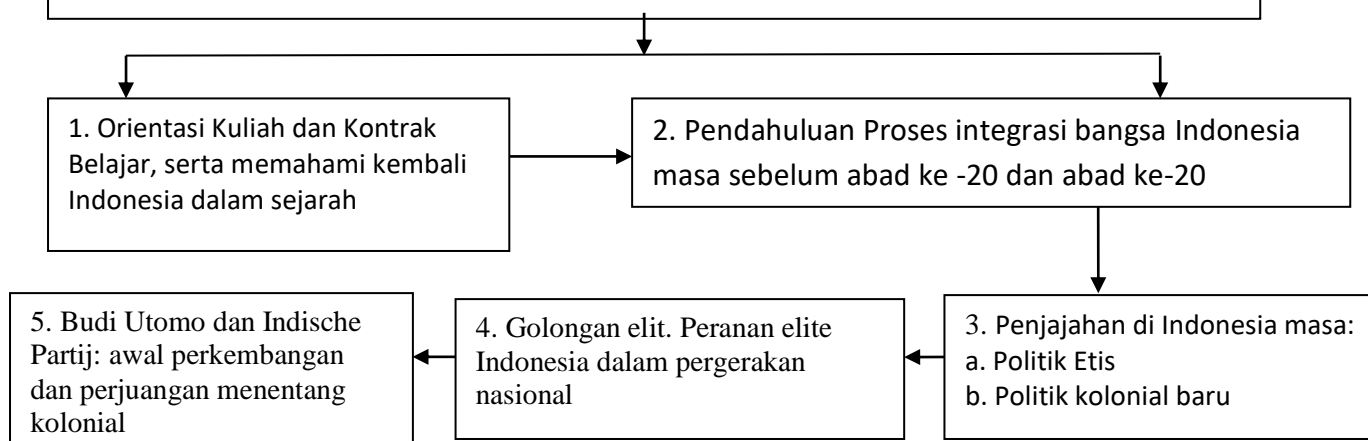 1. Orientasi Kuliah dan Kontrak
Belajar, serta memahami kembali
Indonesia dalam sejarah
2. Pendahuluan Proses integrasi bangsa Indonesia
masa sebelum abad ke -20 dan abad ke-20
3. Penjajahan di Indonesia masa:
a. Politik Etis
b. Politik kolonial baru
4. Golongan elit. Peranan elite
Indonesia dalam pergerakan
nasional
5. Budi Utomo dan Indische
Partij: awal perkembangan
dan perjuangan menentang
kolonial